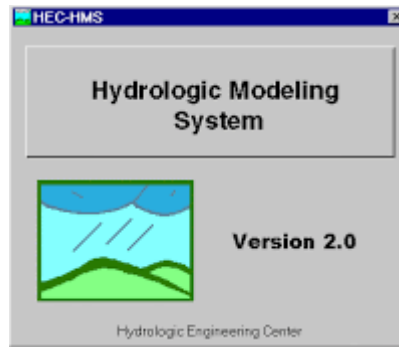 HEC-HMS
Hydrologic Modeling
System
Version 2.0
Hydrologic Engineering Center